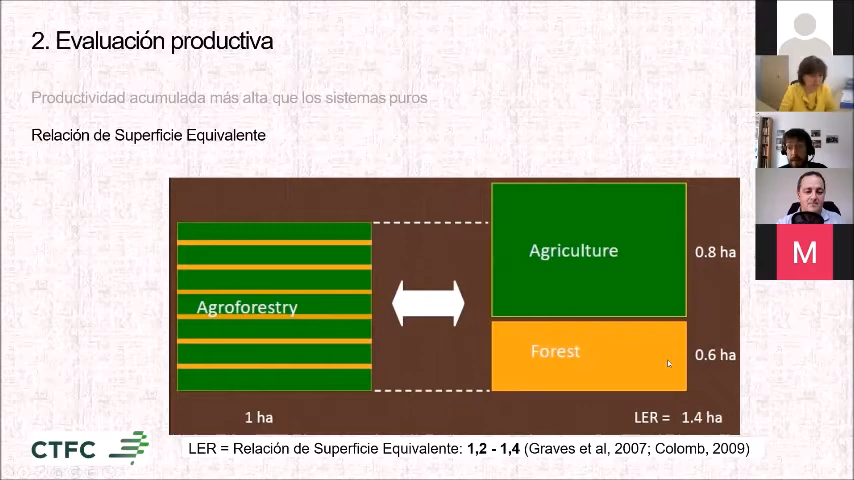 2. Evaluación productiva
Productividad acumulada más alta que los sistemas puros
Relación de Superficie Equivalente
Agroforestry
1 ha
Agriculture
0.8 ha
Forest
0.6 ha
LER = 1.4 ha
LER = Relación de Superficie Equivalente: 1,2 - 1,4 (Graves et al, 2007; Colomb, 2009)
CTFC
M